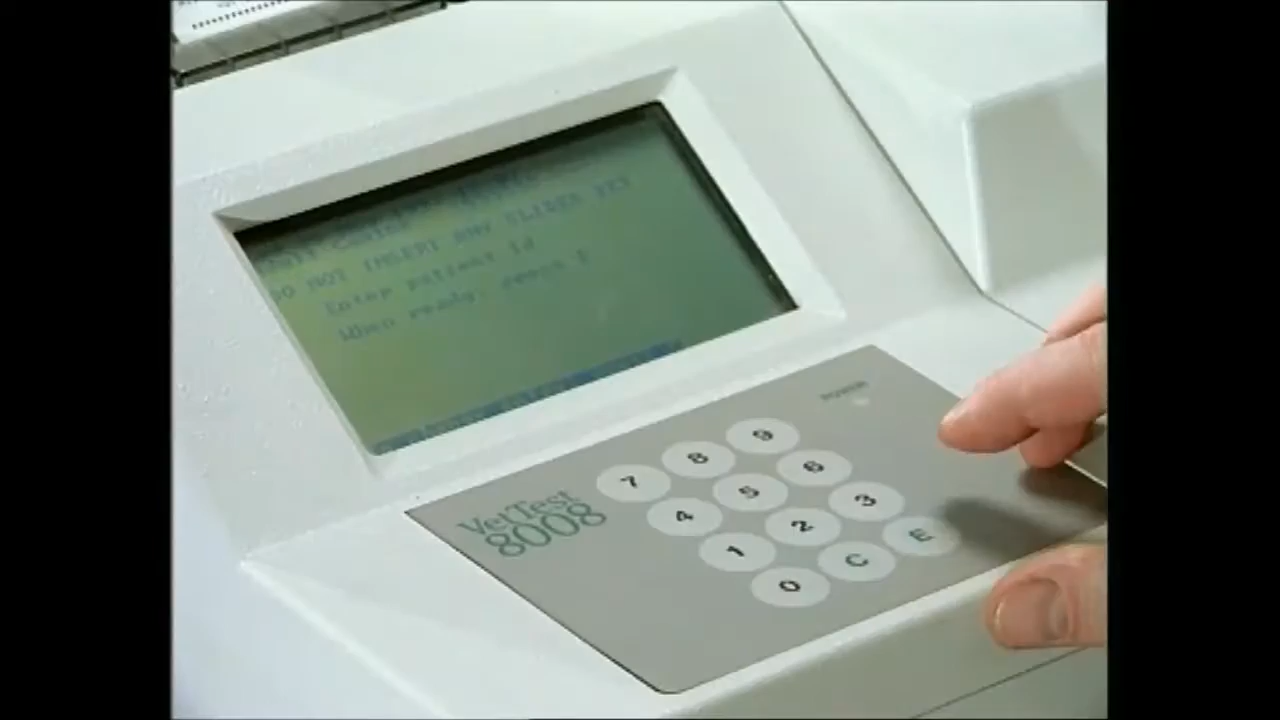 DO NOT INSERT ANY SLIDES YET
Enter patient id
When ready, press E
POWER
VetTest
8008
7 8 9
4 5 6
1 2 3
0 C E